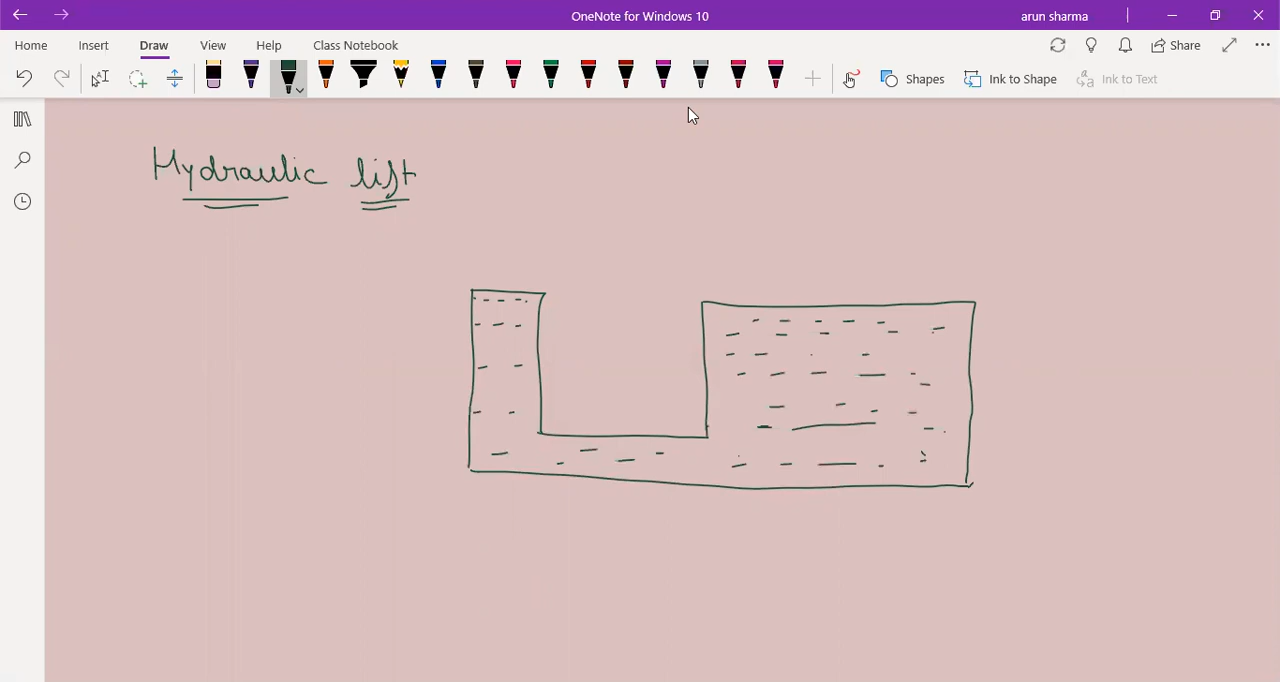 OneNote for Windows 10
arun sharma
Home Insert Draw View Help Class Notebook
Share
Shapes Ink to Shape Ink to Text
Hydraulic lift